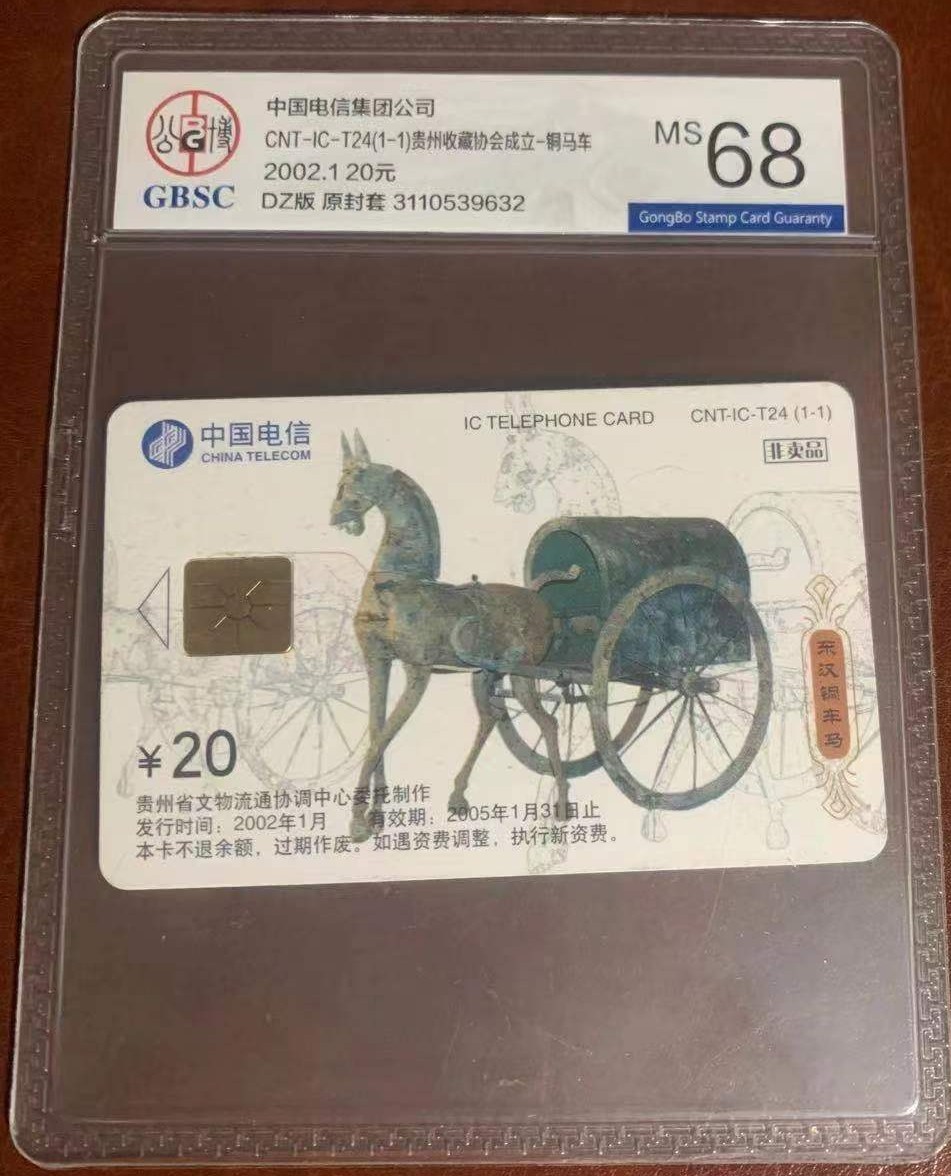 公博
G
GBSC
中国电信集团公司
CNT-IC-T24(1-1)贵州收藏协会成立-铜马车
2002.1 20元
DZ版 原封套 3110539632
MS 68
GongBo Stamp Card Guaranty
中国电信
CHINA TELECOM
IC TELEPHONE CARD
CNT-IC-T24 (1-1)
非卖品
东汉铜车马
¥20
贵州省文物流通协调中心委托制作
发行时间：2002年1月 有效期：2005年1月31日止
本卡不退余额，过期作废。如遇资费调整，执行新资费。